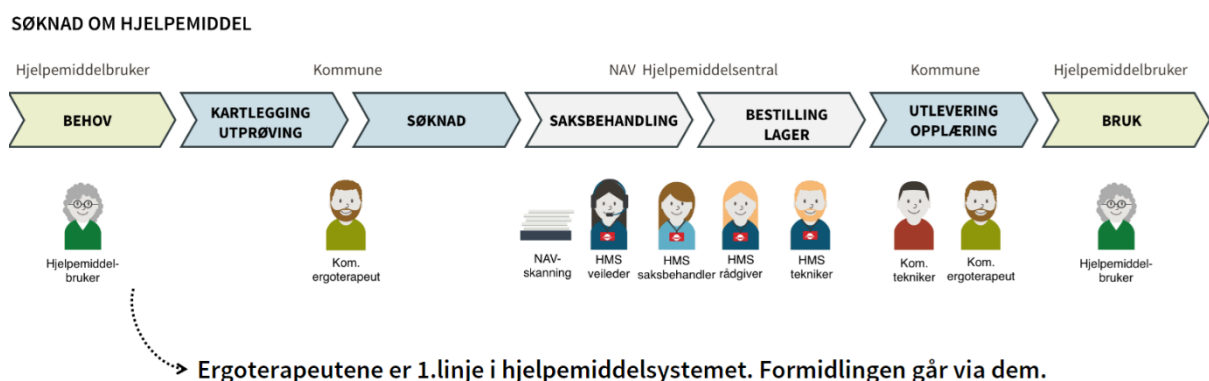 SØKNAD OM HJELPEMIDDEL
Hjelpemiddelbruker
Kommune
NAV Hjelpemiddelsentral
Kommune
Hjelpemiddelbruker
BEHOV
KARTLEGGING
UTPRØVING
SØKNAD
SAKSBEHANDLING
BESTILLING
LAGER
UTLEVERING
OPPLÆRING
BRUK
Hjelpemiddel-
bruker
Kom.
ergoterapeut
NAV-
skanning
HMS
veileder
HMS
saksbehandler
HMS
rådgiver
HMS
tekniker
Kom.
tekniker
Kom.
ergoterapeut
Hjelpemiddel-
bruker
Ergoterapeutene er 1.linje i hjelpemiddelsystemet. Formidlingen går via dem.